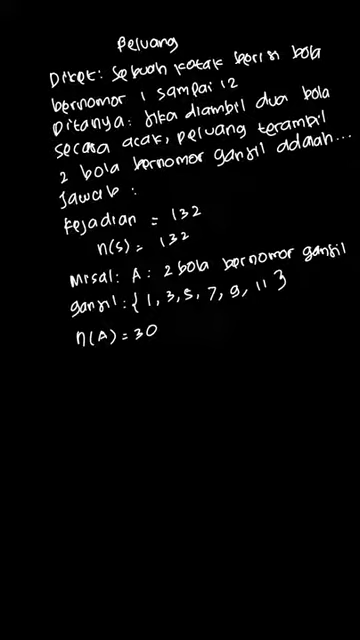 Peluang
Diket: Sebuah kotak berisi bola
bernomor 1 sampai 12
Ditanya: Jika diambil dua bola
secara acak, peluang terambil
2 bola bernomor ganjil adalah...
Jawab:
Kejadian = 132
n(s) = 132
Misal: A: 2 bola bernomor ganjil
ganjil: { 1, 3, 5, 7, 9, 11 }
n(A) = 30